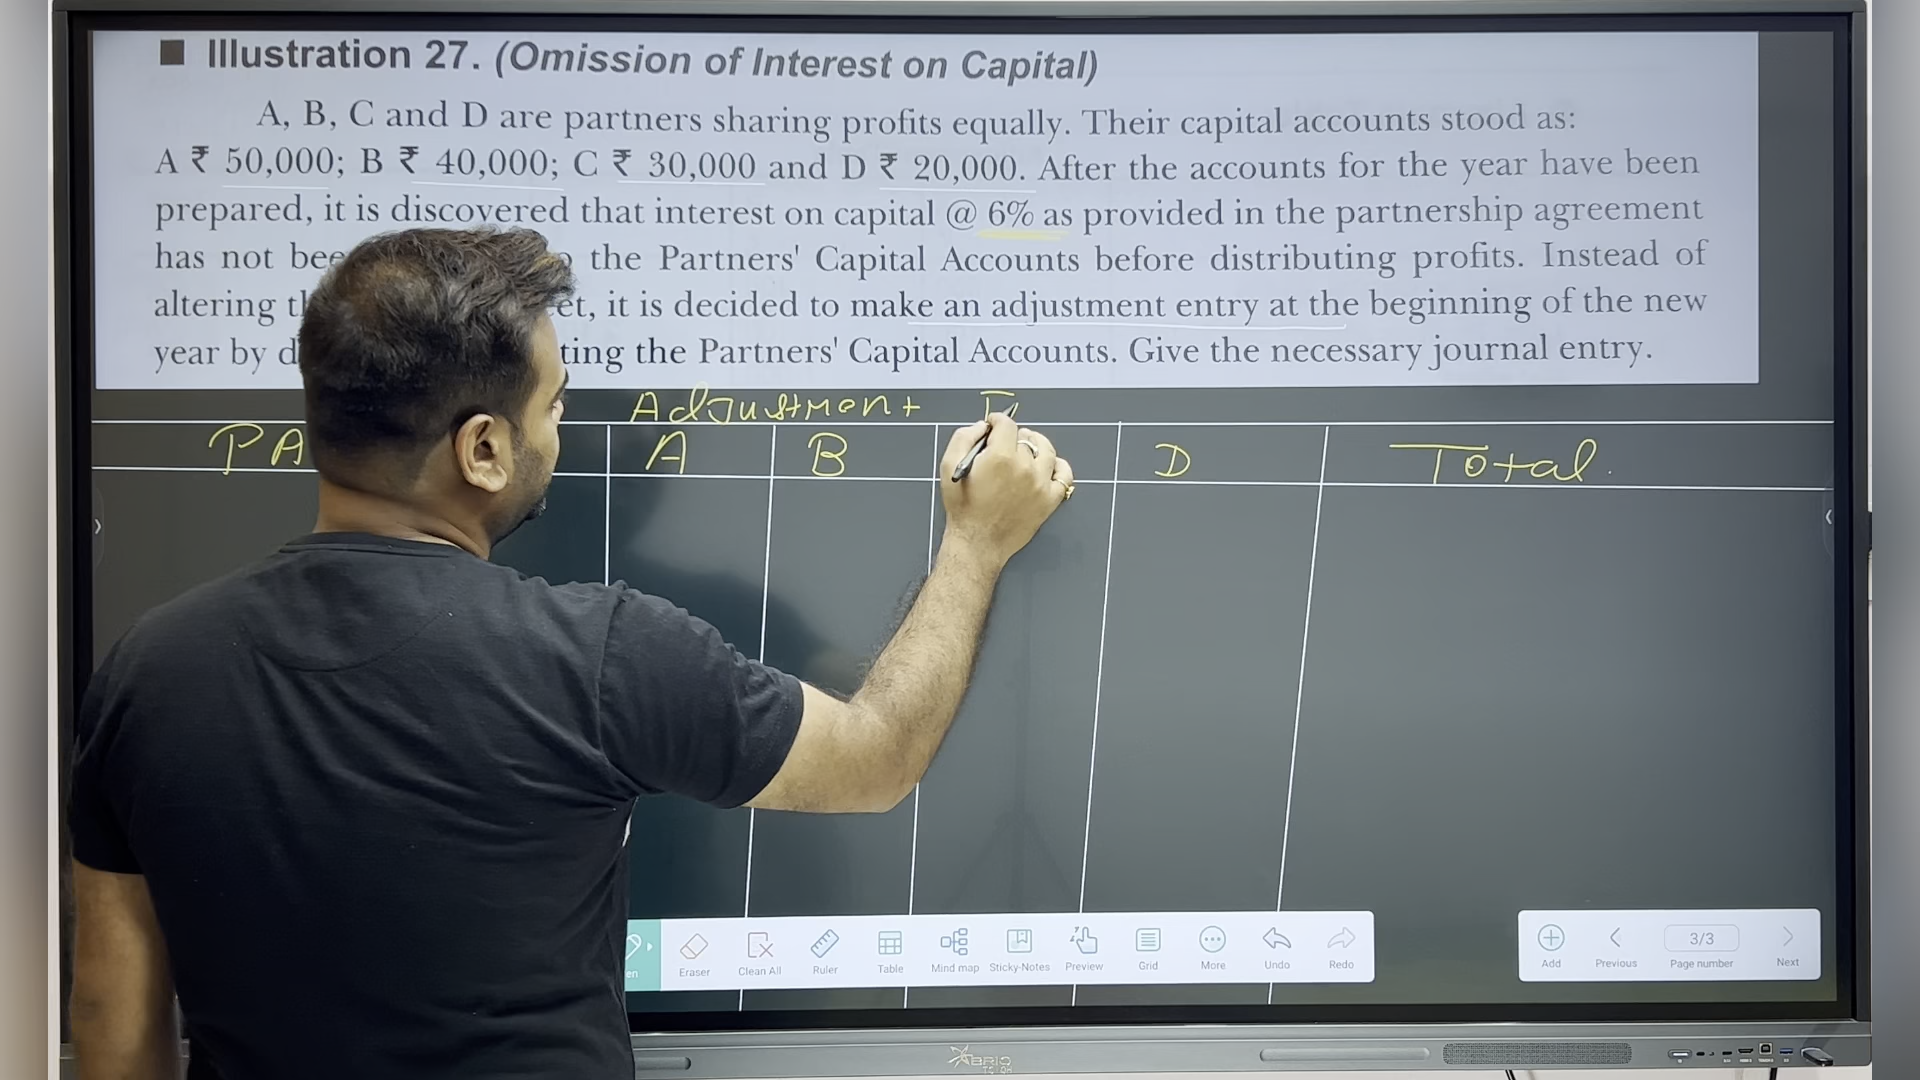 ■ Illustration 27. (Omission of Interest on Capital)
A, B, C and D are partners sharing profits equally. Their capital accounts stood as:
A ₹ 50,000; B ₹ 40,000; C ₹ 30,000 and D ₹ 20,000. After the accounts for the year have been
prepared, it is discovered that interest on capital @ 6% as provided in the partnership agreement
has not the Partners' Capital Accounts before distributing profits. Instead of
altering it is decided to make an adjustment entry at the beginning of the new
year by the Partners' Capital Accounts. Give the necessary journal entry.
Adjustment
PA A B D Total
Eraser Clean All Ruler Table Mind map Sticky-Notes Preview Grid More Undo Redo
Add Previous 3/3 Page number Next